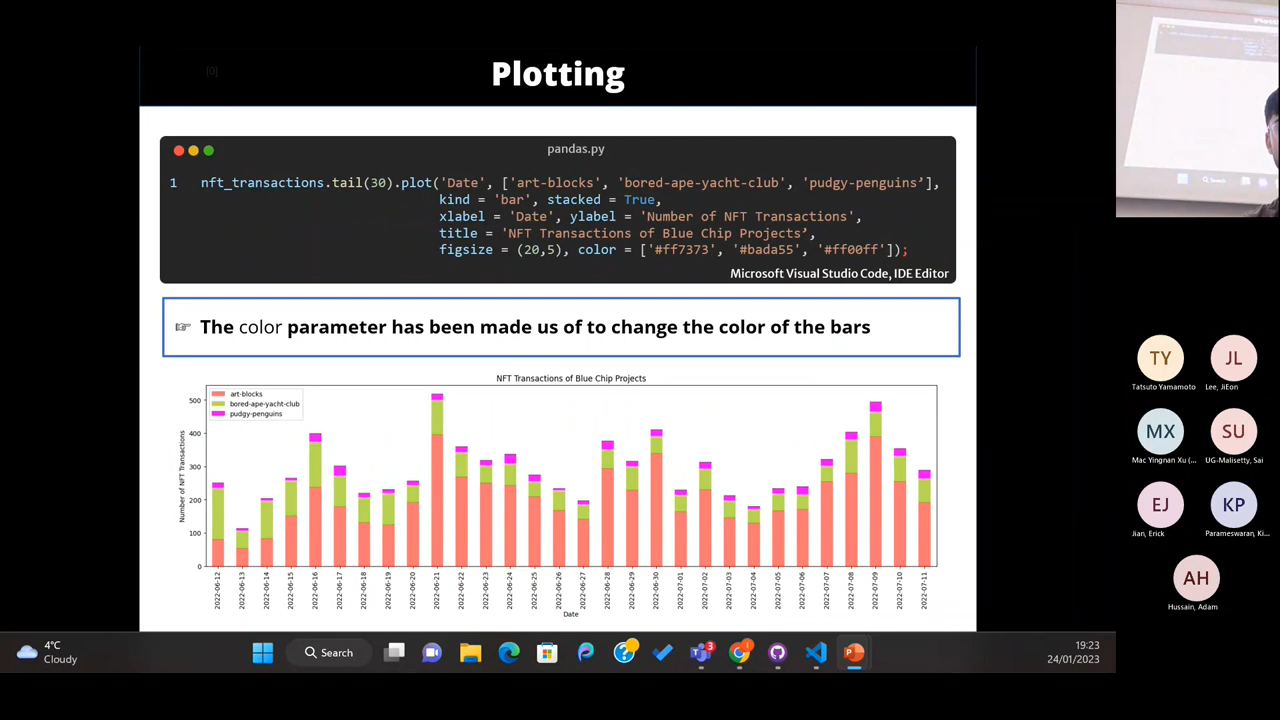 [0]
Plotting
pandas.py
1 nft_transactions.tail(30).plot('Date', ['art-blocks', 'bored-ape-yacht-club', 'pudgy-penguins'],
kind = 'bar', stacked = True,
xlabel = 'Date', ylabel = 'Number of NFT Transactions',
title = 'NFT Transactions of Blue Chip Projects',
figsize = (20,5), color = ['#ff7373', '#bada55', '#ff00ff']);
Microsoft Visual Studio Code, IDE Editor
☞ The color parameter has been made us of to change the color of the bars
NFT Transactions of Blue Chip Projects
art-blocks
bored-ape-yacht-club
pudgy-penguins
Number of NFT Transactions
500
400
300
200
100
0
2022-06-12
2022-06-13
2022-06-14
2022-06-15
2022-06-16
2022-06-17
2022-06-18
2022-06-19
2022-06-20
2022-06-21
2022-06-22
2022-06-23
2022-06-24
2022-06-25
2022-06-26
2022-06-27
2022-06-28
2022-06-29
2022-06-30
2022-07-01
2022-07-02
2022-07-03
2022-07-04
2022-07-05
2022-07-06
2022-07-07
2022-07-08
2022-07-09
2022-07-10
2022-07-11
Date
TY
Tatsuto Yamamoto
JL
Lee, JiEon
MX
Mac Yingnan Xu (...
SU
UG-Malisetty, Sai
EJ
Jian, Erick
KP
Parameswaran, Ki...
AH
Hussain, Adam
4°C
Cloudy
Search
3
19:23
24/01/2023